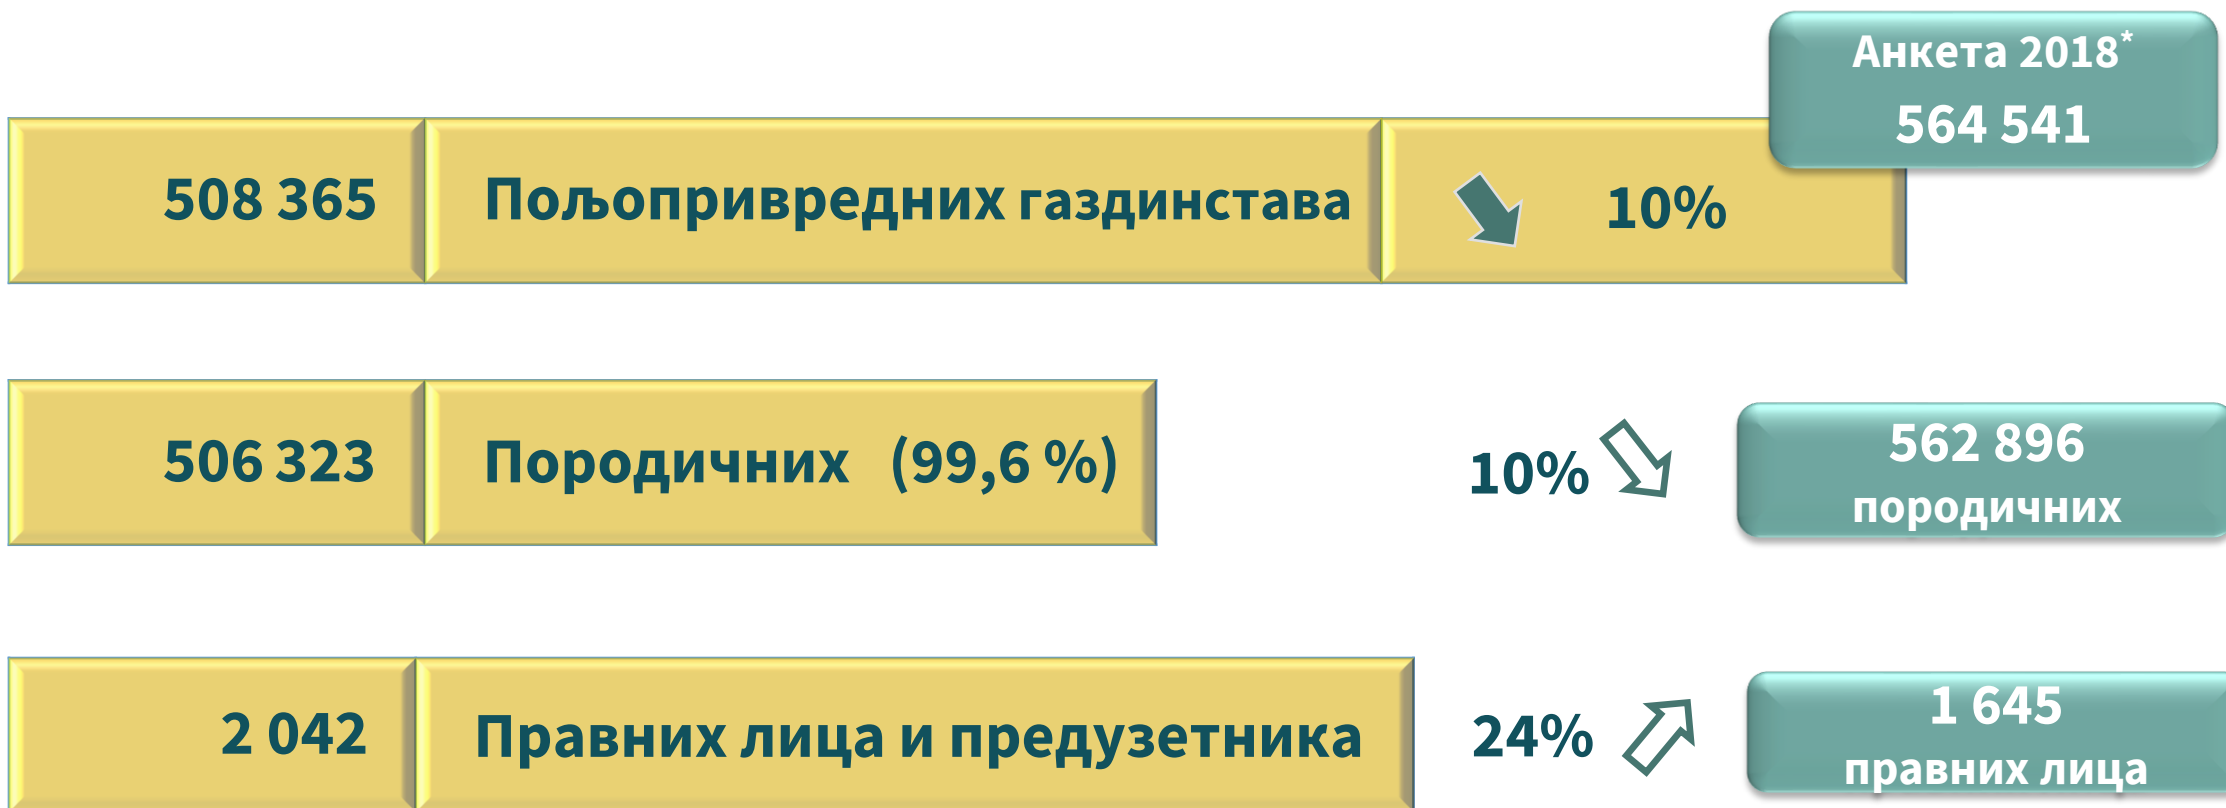 Анкета 2018*
564 541
508 365 Пољопривредних газдинстава 10%
506 323 Породичних (99,6 %) 10% 562 896
породичних
2 042 Правних лица и предузетника 24% 1 645
правних лица